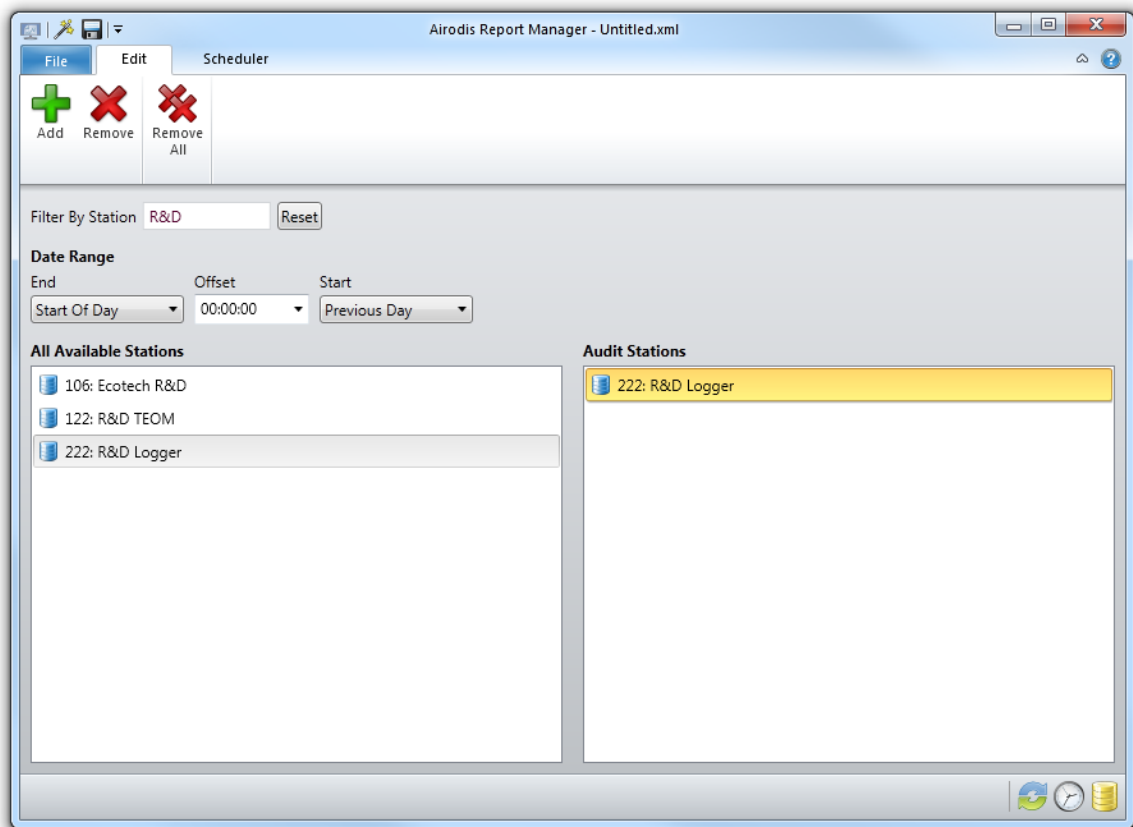 Airodis Report Manager - Untitled.xml
File Edit Scheduler
Add Remove Remove All
Filter By Station R&D Reset
Date Range
End Offset Start
Start Of Day 00:00:00 Previous Day
All Available Stations Audit Stations
106: Ecotech R&D 222: R&D Logger
122: R&D TEOM
222: R&D Logger